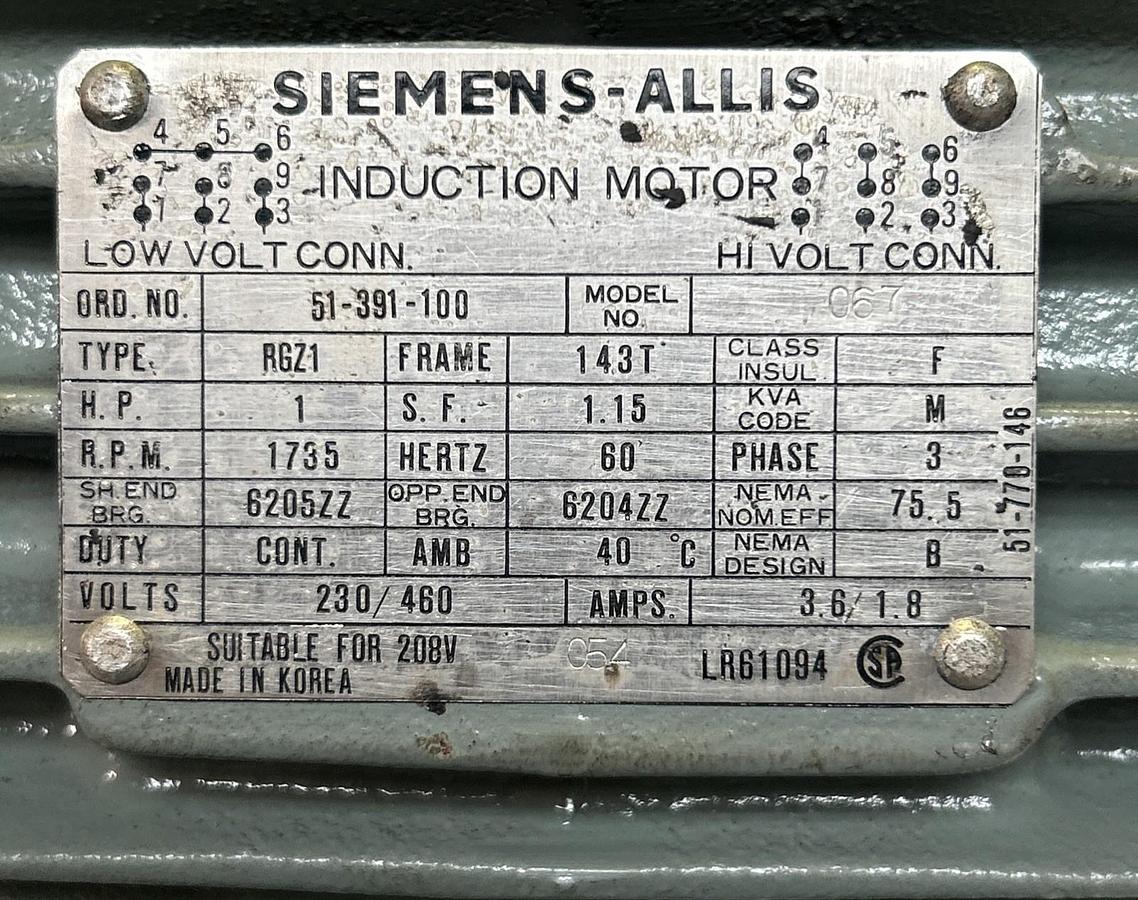 SIEMENS-ALLIS
4 5 6
7 8 9
1 2 3
INDUCTION MOTOR
4 5 6
7 8 9
1 2 3
LOW VOLT CONN. HI VOLT CONN.
ORD. NO. 51-391-100 MODEL NO. 067
TYPE. RGZ1 FRAME 143T CLASS INSUL F
H.P. 1 S.F. 1.15 KVA CODE M
R.P.M. 1735 HERTZ 60 PHASE 3
SH. END BRG. 6205ZZ OPP. END BRG. 6204ZZ NEMA NOM EFF 75.5
DUTY CONT. AMB 40 °C NEMA DESIGN B
VOLTS 230/460 AMPS. 3.6/1.8
SUITABLE FOR 208V 054 LR61094 SA
MADE IN KOREA
51-770-146